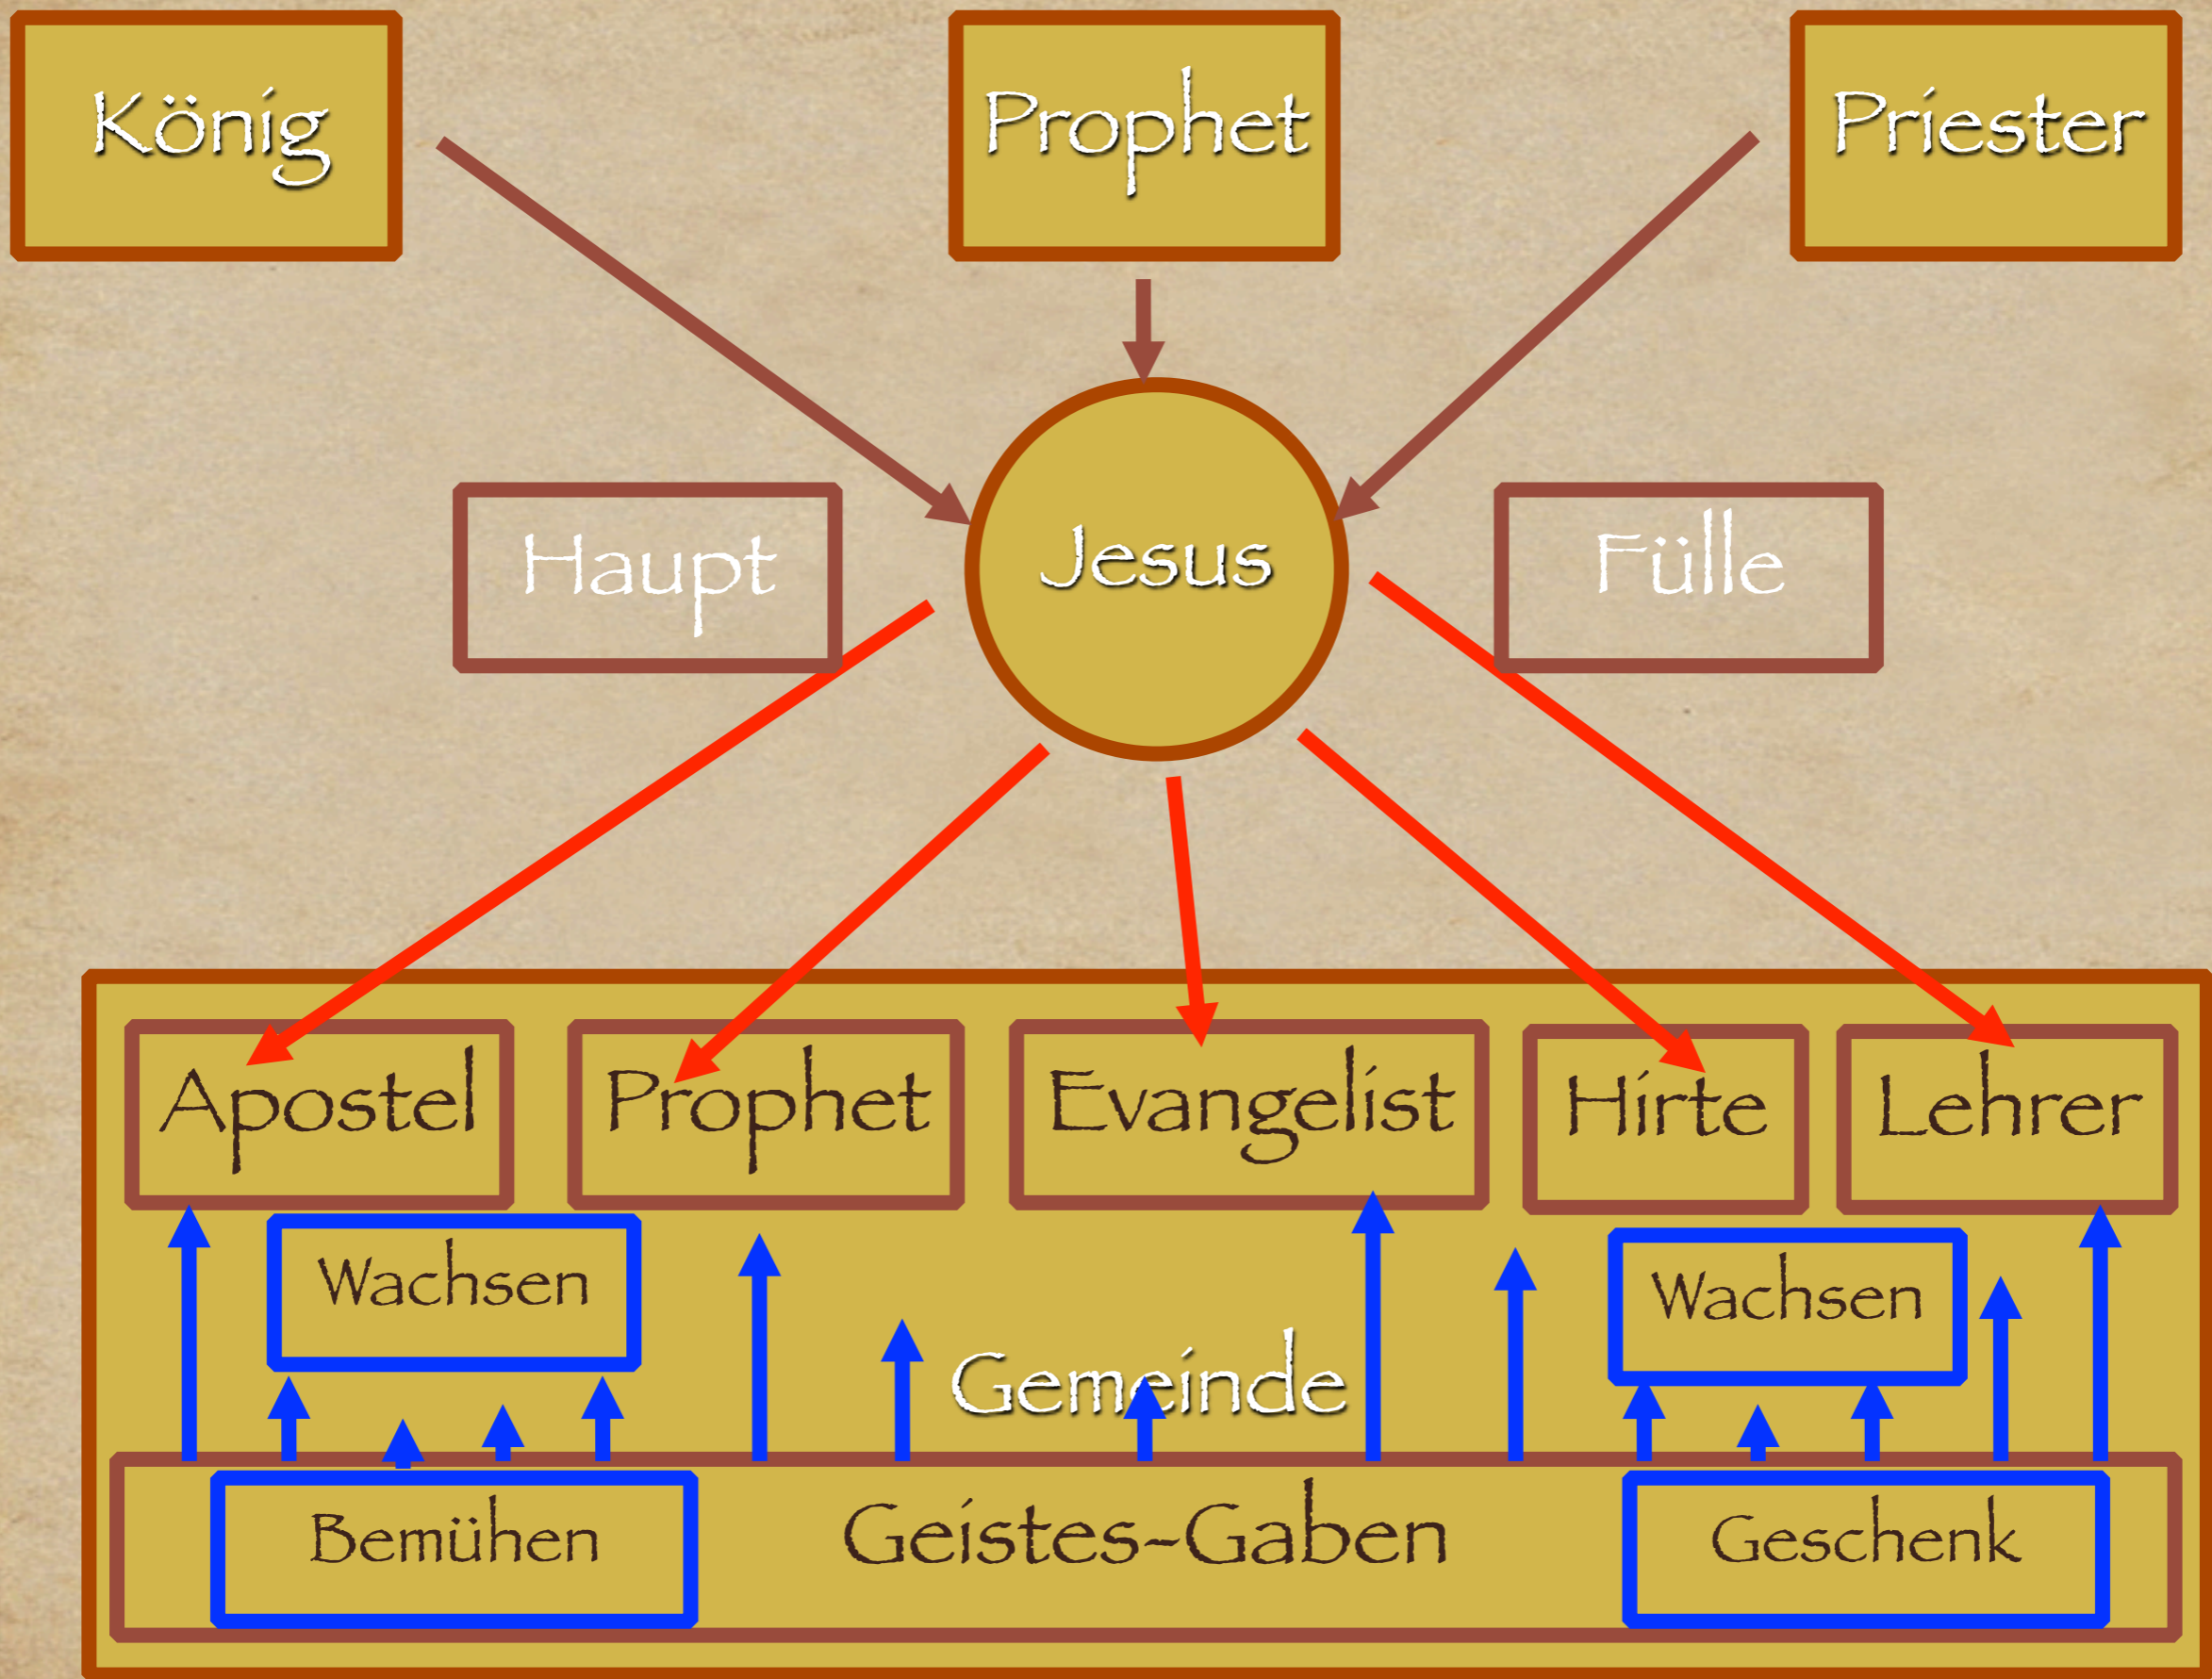 König
Prophet
Priester
Haupt
Jesus
Fülle
Apostel
Prophet
Evangelist
Hirte
Lehrer
Wachsen
Wachsen
Gemeinde
Bemühen
Geistes-Gaben
Geschenk